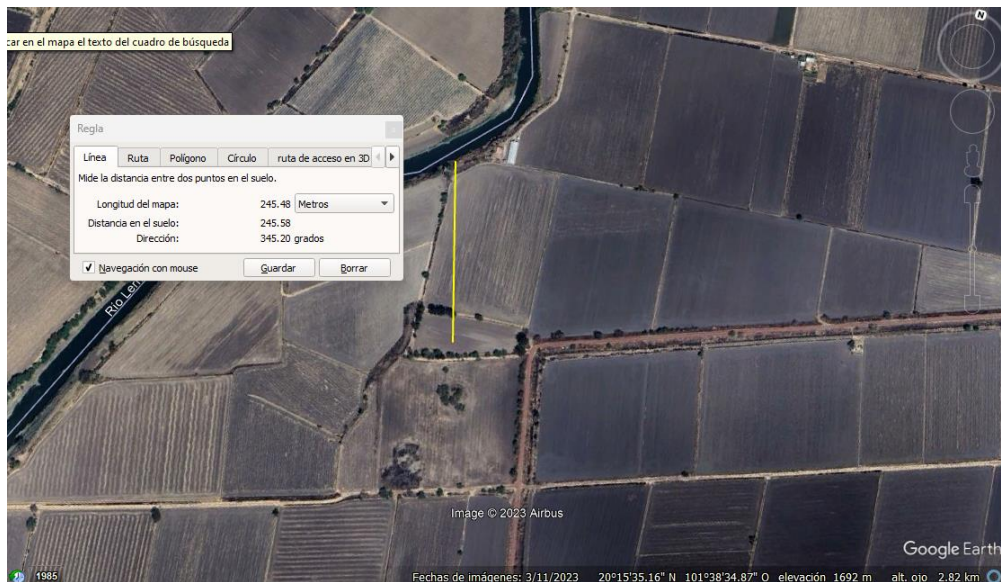 N
car en el mapa el texto del cuadro de búsqueda
Regla
Línea Ruta Polígono Círculo ruta de acceso en 3D
Mide la distancia entre dos puntos en el suelo.
Longitud del mapa: 245.48 Metros
Distancia en el suelo: 245.58
Dirección: 345.20 grados
Navegación con mouse Guardar Borrar
Rio Ler
Image © 2023 Airbus
Google Earth
1985 Fechas de imágenes: 3/11/2023 20°15'35.16" N 101°38'34.87" O elevación 1692 m alt. ojo 2.82 km